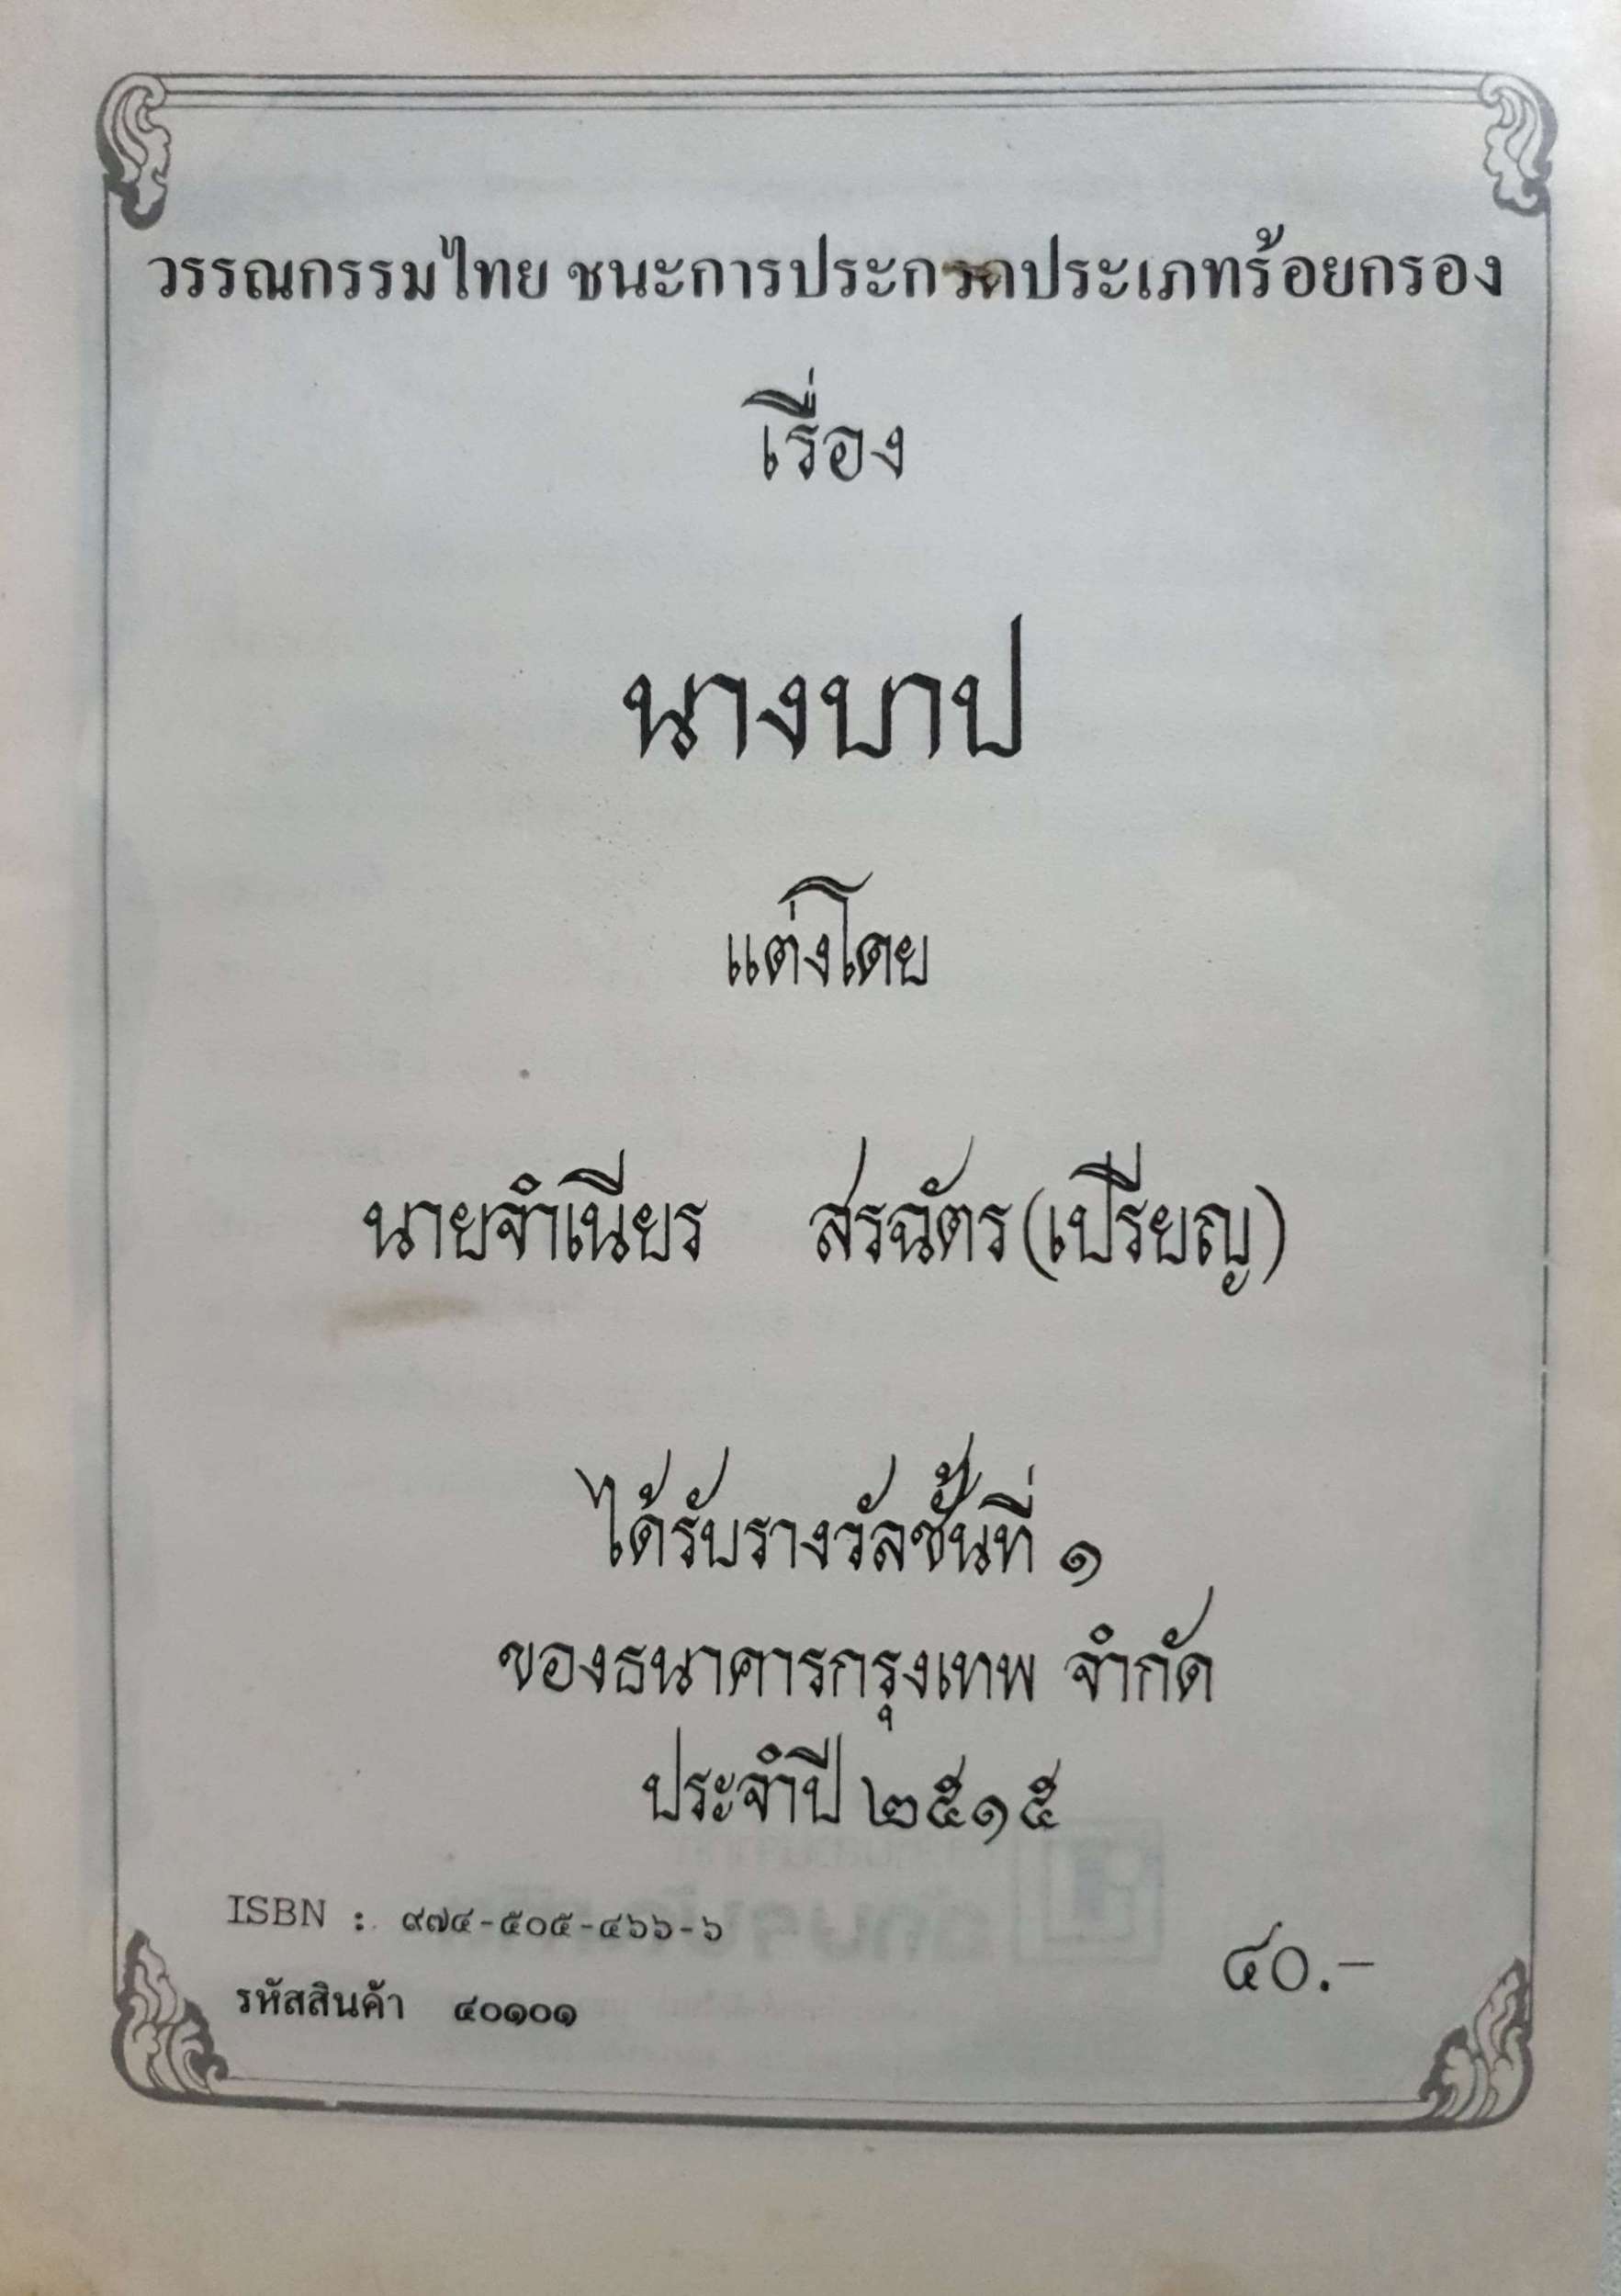 วรรณกรรมไทย ชนะการประกวดประเภทร้อยกรอง
เรื่อง
นางบาป
แต่งโดย
นายจำเนียร สรฉัตร(เปรียญ)
ได้รับรางวัลชั้นที่ ๑
ของธนาคารกรุงเทพ จำกัด
ประจำปี ๒๕๑๕
ISBN : ๙๗๔-๕๐๕-๔๖๖-๖
๔๐.-
รหัสสินค้า ๔๐๑๐๑